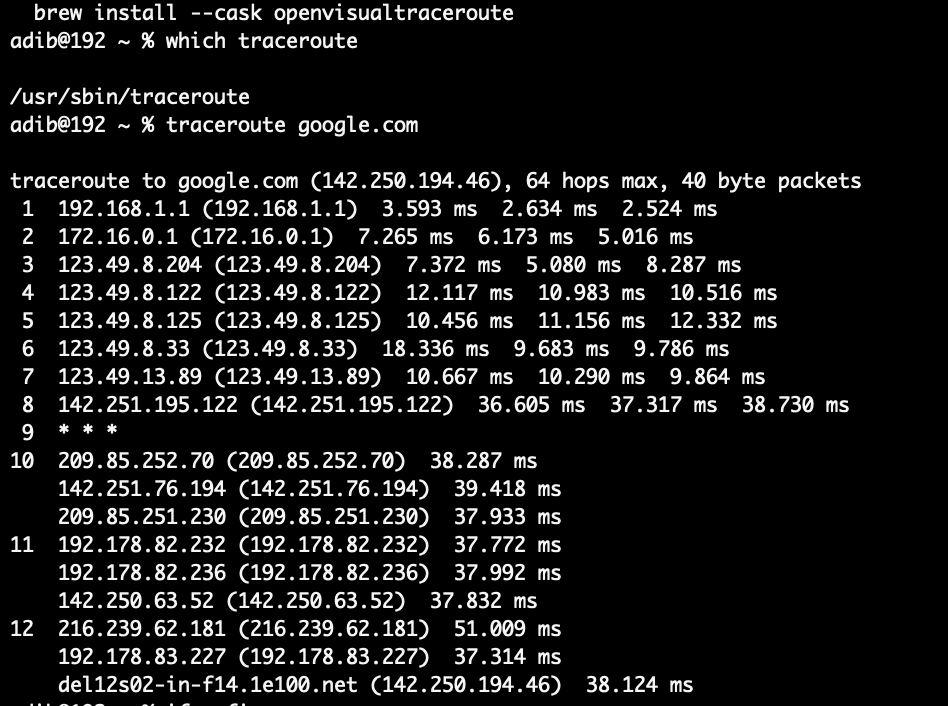 brew install --cask openvisualtraceroute
adib@192 ~ % which traceroute
/usr/sbin/traceroute
adib@192 ~ % traceroute google.com
traceroute to google.com (142.250.194.46), 64 hops max, 40 byte packets
1 192.168.1.1 (192.168.1.1) 3.593 ms 2.634 ms 2.524 ms
2 172.16.0.1 (172.16.0.1) 7.265 ms 6.173 ms 5.016 ms
3 123.49.8.204 (123.49.8.204) 7.372 ms 5.080 ms 8.287 ms
4 123.49.8.122 (123.49.8.122) 12.117 ms 10.983 ms 10.516 ms
5 123.49.8.125 (123.49.8.125) 10.456 ms 11.156 ms 12.332 ms
6 123.49.8.33 (123.49.8.33) 18.336 ms 9.683 ms 9.786 ms
7 123.49.13.89 (123.49.13.89) 10.667 ms 10.290 ms 9.864 ms
8 142.251.195.122 (142.251.195.122) 36.605 ms 37.317 ms 38.730 ms
9 * * *
10 209.85.252.70 (209.85.252.70) 38.287 ms
142.251.76.194 (142.251.76.194) 39.418 ms
209.85.251.230 (209.85.251.230) 37.933 ms
11 192.178.82.232 (192.178.82.232) 37.772 ms
192.178.82.236 (192.178.82.236) 37.992 ms
142.250.63.52 (142.250.63.52) 37.832 ms
12 216.239.62.181 (216.239.62.181) 51.009 ms
192.178.83.227 (192.178.83.227) 37.314 ms
del12s02-in-f14.1e100.net (142.250.194.46) 38.124 ms